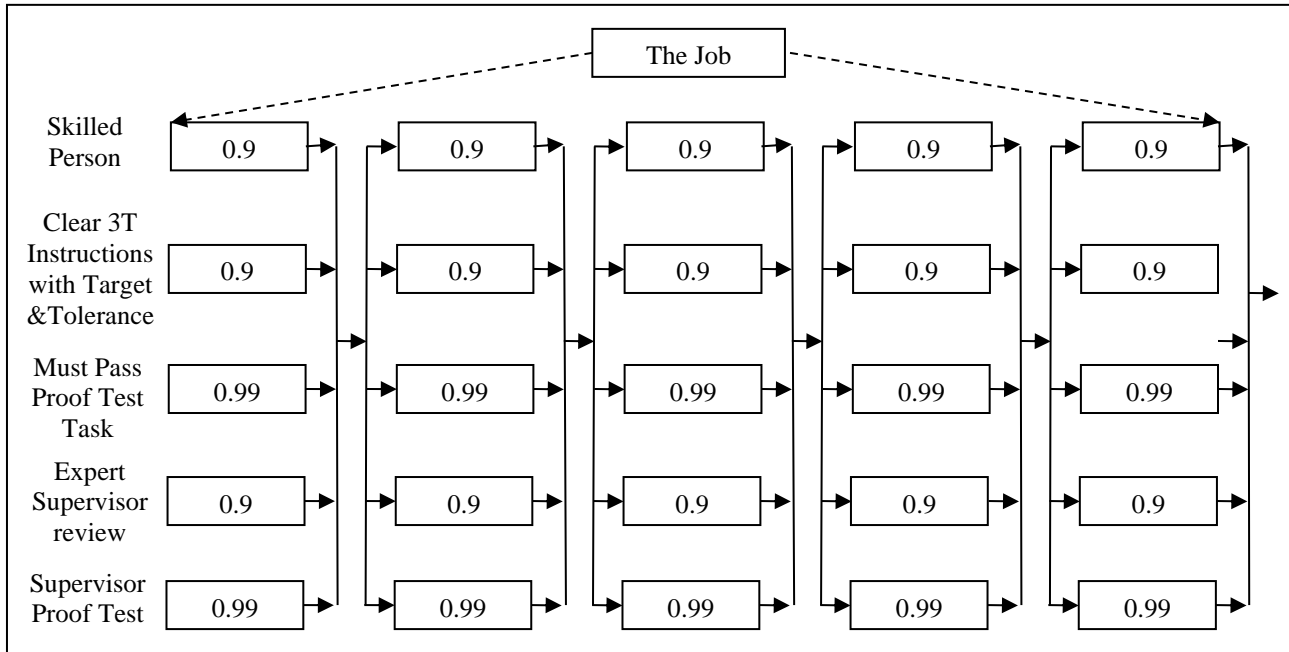 The Job
Skilled
Person
0.9 0.9 0.9 0.9 0.9
Clear 3T
Instructions
with Target
&Tolerance
0.9 0.9 0.9 0.9 0.9
Must Pass
Proof Test
Task
0.99 0.99 0.99 0.99 0.99
Expert
Supervisor
review
0.9 0.9 0.9 0.9 0.9
Supervisor
Proof Test
0.99 0.99 0.99 0.99 0.99